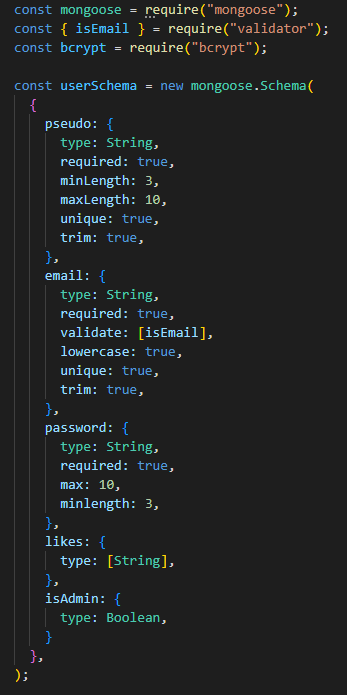 const mongoose = require("mongoose");
const { isEmail } = require("validator");
const bcrypt = require("bcrypt");

const userSchema = new mongoose.Schema(
  {
    pseudo: {
      type: String,
      required: true,
      minLength: 3,
      maxLength: 10,
      unique: true,
      trim: true,
    },
    email: {
      type: String,
      required: true,
      validate: [isEmail],
      lowercase: true,
      unique: true,
      trim: true,
    },
    password: {
      type: String,
      required: true,
      max: 10,
      minlength: 3,
    },
    likes: {
      type: [String],
    },
    isAdmin: {
      type: Boolean,
    }
  },
);